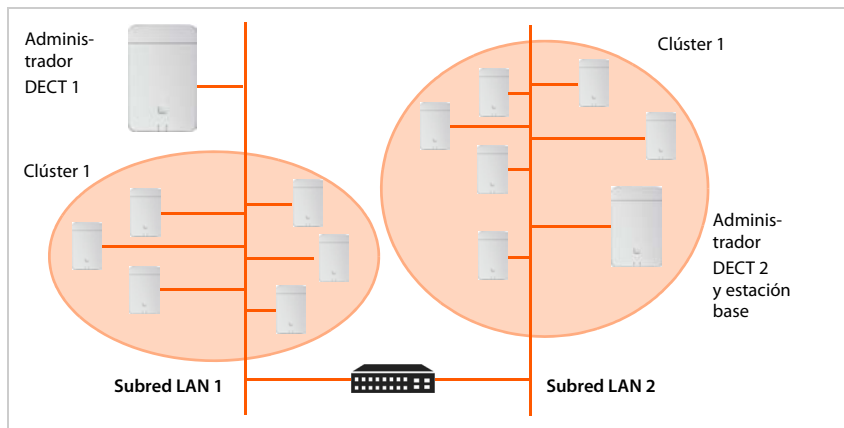 Adminis-
trador
DECT 1
Clúster 1
Clúster 1
Adminis-
trador
DECT 2
y estación
base
Subred LAN 1
Subred LAN 2